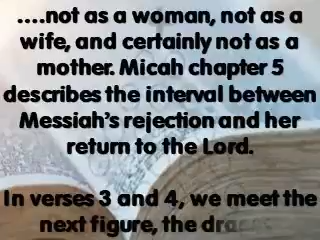 ....not as a woman, not as a
wife, and certainly not as a
mother. Micah chapter 5
describes the interval between
Messiah's rejection and her
return to the Lord.
In verses 3 and 4, we meet the
next figure, the